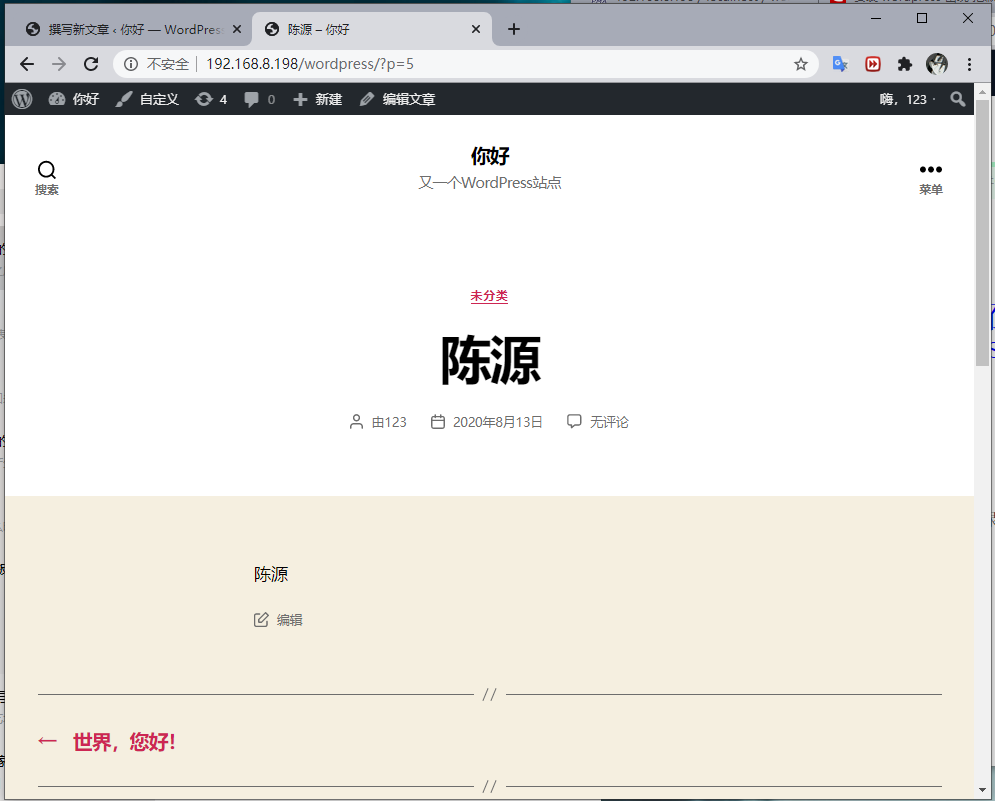 撰写新文章 ‹ 你好 — WordPres
陈源 – 你好
不安全 192.168.8.198/wordpress/?p=5
你好 自定义 4 0 新建 编辑文章 嗨，123
你好
又一个WordPress站点
搜索
菜单
未分类
陈源
由123 2020年8月13日 无评论
陈源
编辑
//
← 世界，您好！
//